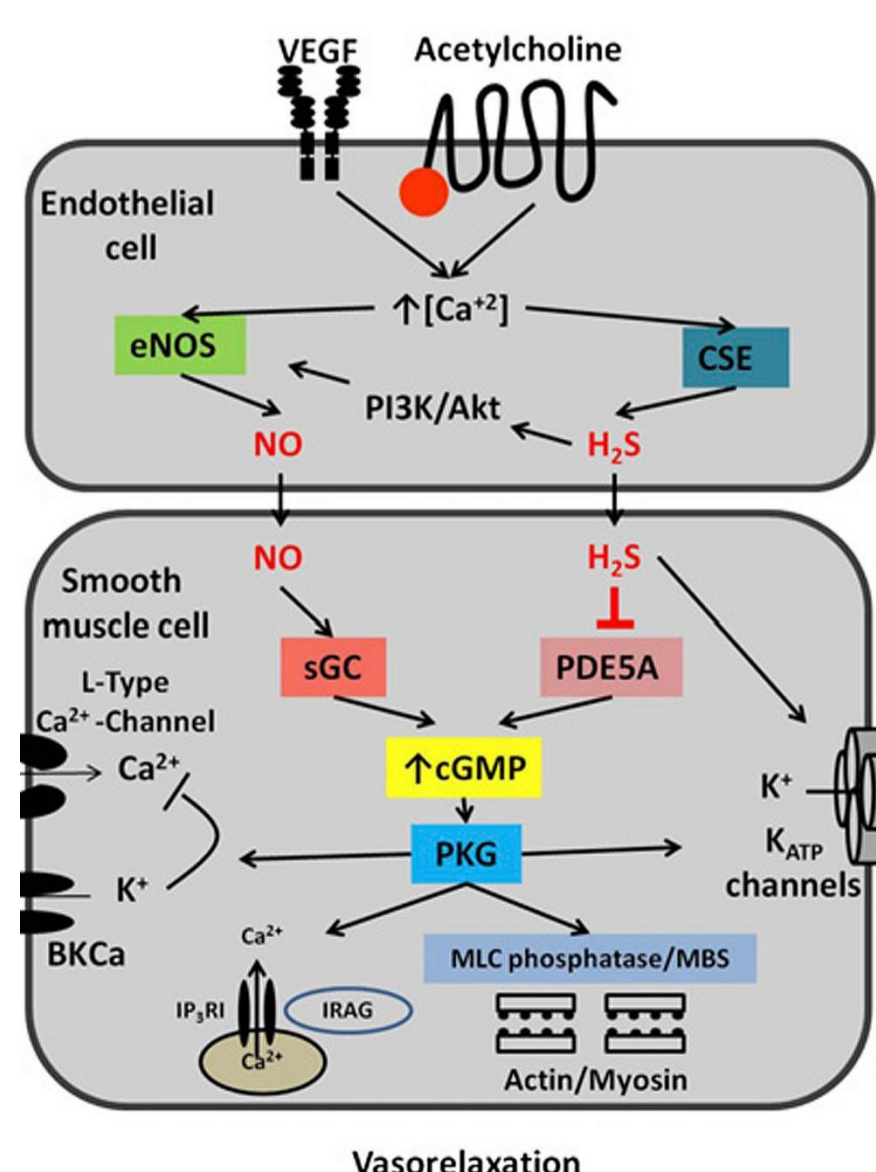 VEGF
Acetylcholine
Endothelial
cell
↑[Ca⁺²]
eNOS
CSE
PI3K/Akt
NO
H₂S
NO
H₂S
Smooth
muscle cell
sGC
PDE5A
L-Type
Ca²⁺ -Channel
Ca²⁺
↑cGMP
K⁺
PKG
K_ATP
channels
K⁺
BKCa
Ca²⁺
MLC phosphatase/MBS
IP₃RI
IRAG
Ca²⁺
Actin/Myosin
Vasorelaxation